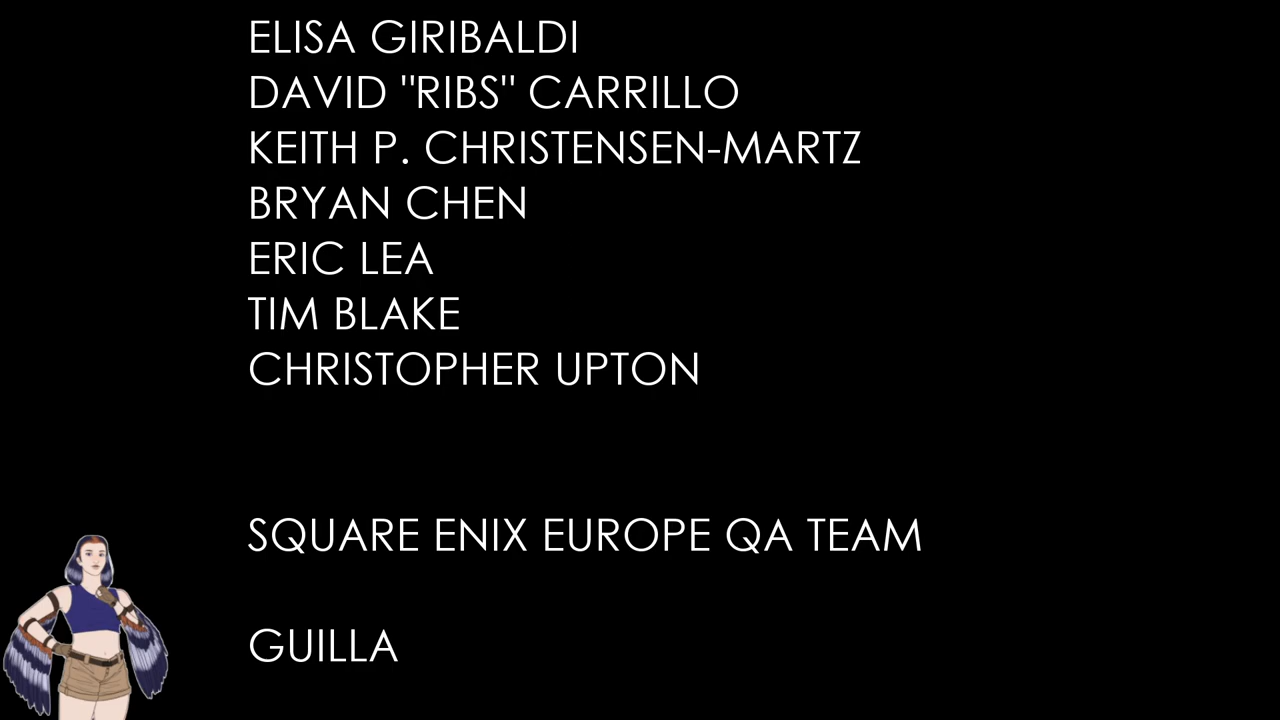 ELISA GIRIBALDI
DAVID "RIBS" CARRILLO
KEITH P. CHRISTENSEN-MARTZ
BRYAN CHEN
ERIC LEA
TIM BLAKE
CHRISTOPHER UPTON
SQUARE ENIX EUROPE QA TEAM
GUILLA